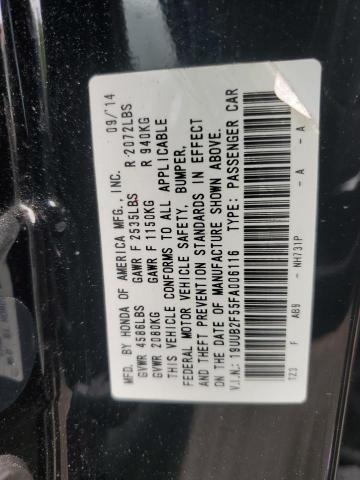 MFD. BY HONDA OF AMERICA MFG., INC. 09/'14
GVWR 4586LBS GAWR F 2535LBS R 2072LBS
GVWR 2080KG GAWR F 1150KG R 940KG
THIS VEHICLE CONFORMS TO ALL APPLICABLE
FEDERAL MOTOR VEHICLE SAFETY, BUMPER,
AND THEFT PREVENTION STANDARDS IN EFFECT
ON THE DATE OF MANUFACTURE SHOWN ABOVE.
V.I.N.: 19UUB2F55FA006116 TYPE: PASSENGER CAR
TZ3 F AB9 - NH731P - A - A